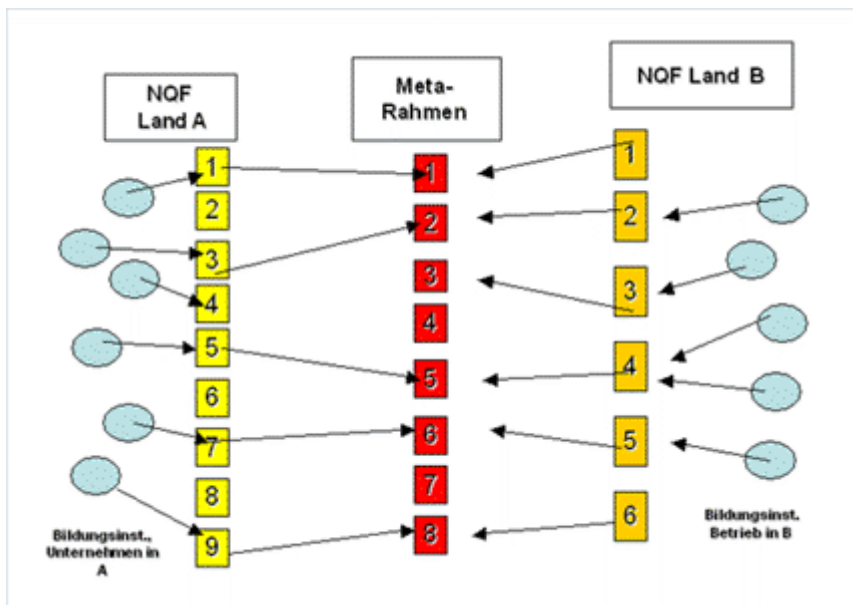 NQF
Land A
Meta-
Rahmen
NQF Land B
1
2
3
4
5
6
7
8
9
1
2
3
4
5
6
7
8
1
2
3
4
5
6
Bildungsinst.,
Unternehmen in
A
Bildungsinst.
Betrieb in B